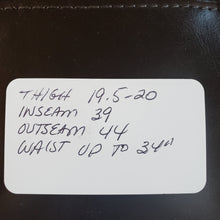 THIGH 19.5-20
INSEAM 39
OUTSEAM 44
WAIST UP TO 34"